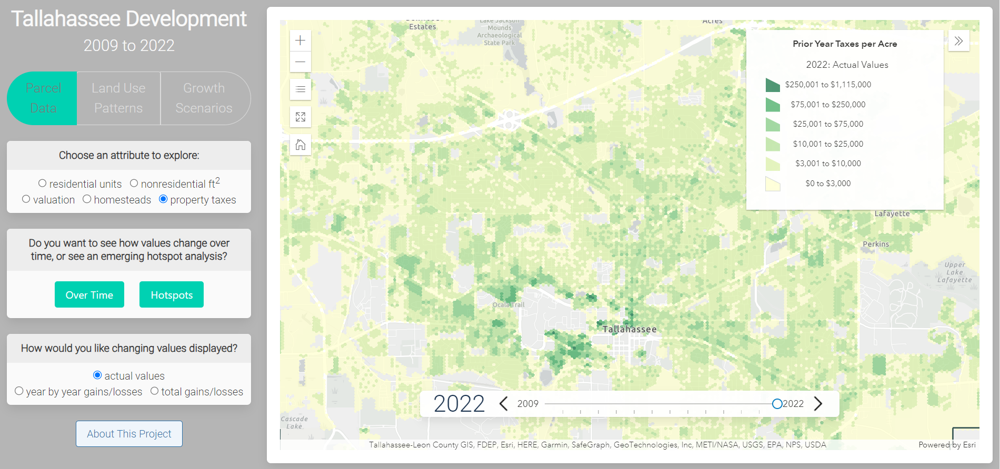 Tallahassee Development
2009 to 2022
Parcel
Data
Land Use
Patterns
Growth
Scenarios
Choose an attribute to explore:
residential units nonresidential ft²
valuation homesteads property taxes
Do you want to see how values change over
time, or see an emerging hotspot analysis?
Over Time Hotspots
How would you like changing values displayed?
actual values
year by year gains/losses total gains/losses
About This Project
Estates
Lake Jackson
Mounds
Archaeological
State Park
Acres
Prior Year Taxes per Acre
2022: Actual Values
$250,001 to $1,115,000
$75,001 to $250,000
$25,001 to $75,000
$10,001 to $25,000
$3,001 to $10,000
$0 to $3,000
Lafayette
Perkins
Upper
Lake
Lafayette
Ocala Trail
Tallahassee
Cascade
Lake
2022 2009 2022
Tallahassee-Leon County GIS, FDEP, Esri, HERE, Garmin, SafeGraph, GeoTechnologies, Inc, METI/NASA, USGS, EPA, NPS, USDA
Powered by Esri